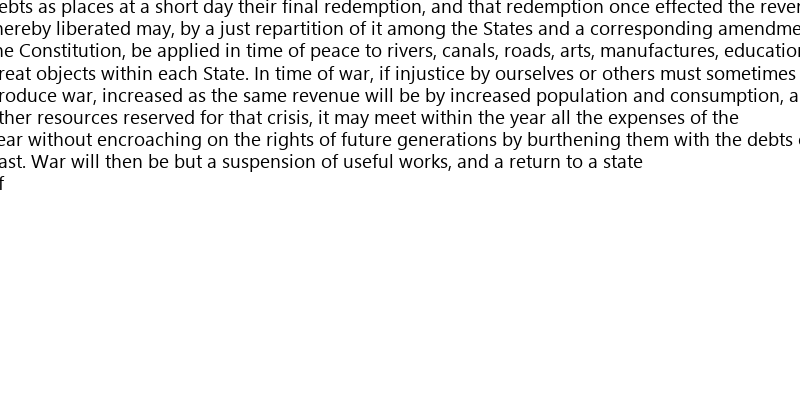 ebts as places at a short day their final redemption, and that redemption once effected the reven
hereby liberated may, by a just repartition of it among the States and a corresponding amendme
he Constitution, be applied in time of peace to rivers, canals, roads, arts, manufactures, education
reat objects within each State. In time of war, if injustice by ourselves or others must sometimes
roduce war, increased as the same revenue will be by increased population and consumption, a
ther resources reserved for that crisis, it may meet within the year all the expenses of the
ear without encroaching on the rights of future generations by burthening them with the debts
ast. War will then be but a suspension of useful works, and a return to a state
f